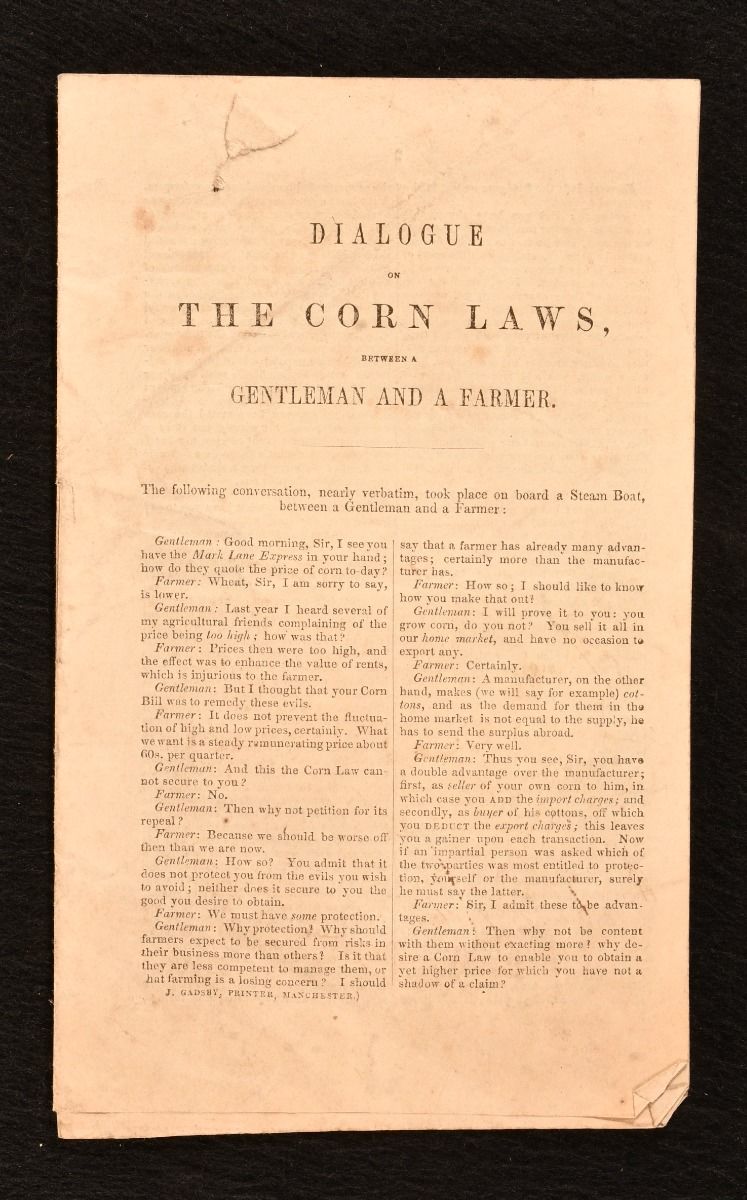 DIALOGUE
ON
THE CORN LAWS,
BETWEEN A
GENTLEMAN AND A FARMER.
The following conversation, nearly verbatim, took place on board a Steam Boat,
between a Gentleman and a Farmer:
Gentleman: Good morning, Sir, I see you
have the Mark Lane Express in your hand;
how do they quote the price of corn to-day?
Farmer: Wheat, Sir, I am sorry to say,
is lower.
Gentleman: Last year I heard several of
my agricultural friends complaining of the
price being too high; how was that?
Farmer: Prices then were too high, and
the effect was to enhance the value of rents,
which is injurious to the farmer.
Gentleman: But I thought that your Corn
Bill was to remedy these evils.
Farmer: It does not prevent the fluctua-
tion of high and low prices, certainly. What
we want is a steady remunerating price about
60s. per quarter.
Gentleman: And this the Corn Law can-
not secure to you?
Farmer: No.
Gentleman: Then why not petition for its
repeal?
Farmer: Because we should be worse off
then than we are now.
Gentleman: How so? You admit that it
does not protect you from the evils you wish
to avoid; neither does it secure to you the
good you desire to obtain.
Farmer: We must have some protection.
Gentleman: Why protection? Why should
farmers expect to be secured from risks in
their business more than others? Is it that
they are less competent to manage them, or
hat farming is a losing concern? I should
J. GADSBY, PRINTER, MANCHESTER.)
say that a farmer has already many advan-
tages; certainly more than the manufac-
turer has.
Farmer: How so; I should like to know
how you make that out?
Gentleman: I will prove it to you: you
grow corn, do you not? You sell it all in
our home market, and have no occasion to
export any.
Farmer: Certainly.
Gentleman: A manufacturer, on the other
hand, makes (we will say for example) cot-
tons, and as the demand for them in the
home market is not equal to the supply, he
has to send the surplus abroad.
Farmer: Very well.
Gentleman: Thus you see, Sir, you have
a double advantage over the manufacturer;
first, as seller of your own corn to him, in
which case you ADD the import charges; and
secondly, as buyer of his cottons, off which
you DEDUCT the export charges; this leaves
you a gainer upon each transaction. Now
if an impartial person was asked which of
the two parties was most entitled to protec-
tion, yourself or the manufacturer, surely
he must say the latter.
Farmer: Sir, I admit these to be advan-
tages.
Gentleman: Then why not be content
with them without exacting more? why de-
sire a Corn Law to enable you to obtain a
yet higher price for which you have not a
shadow of a claim?